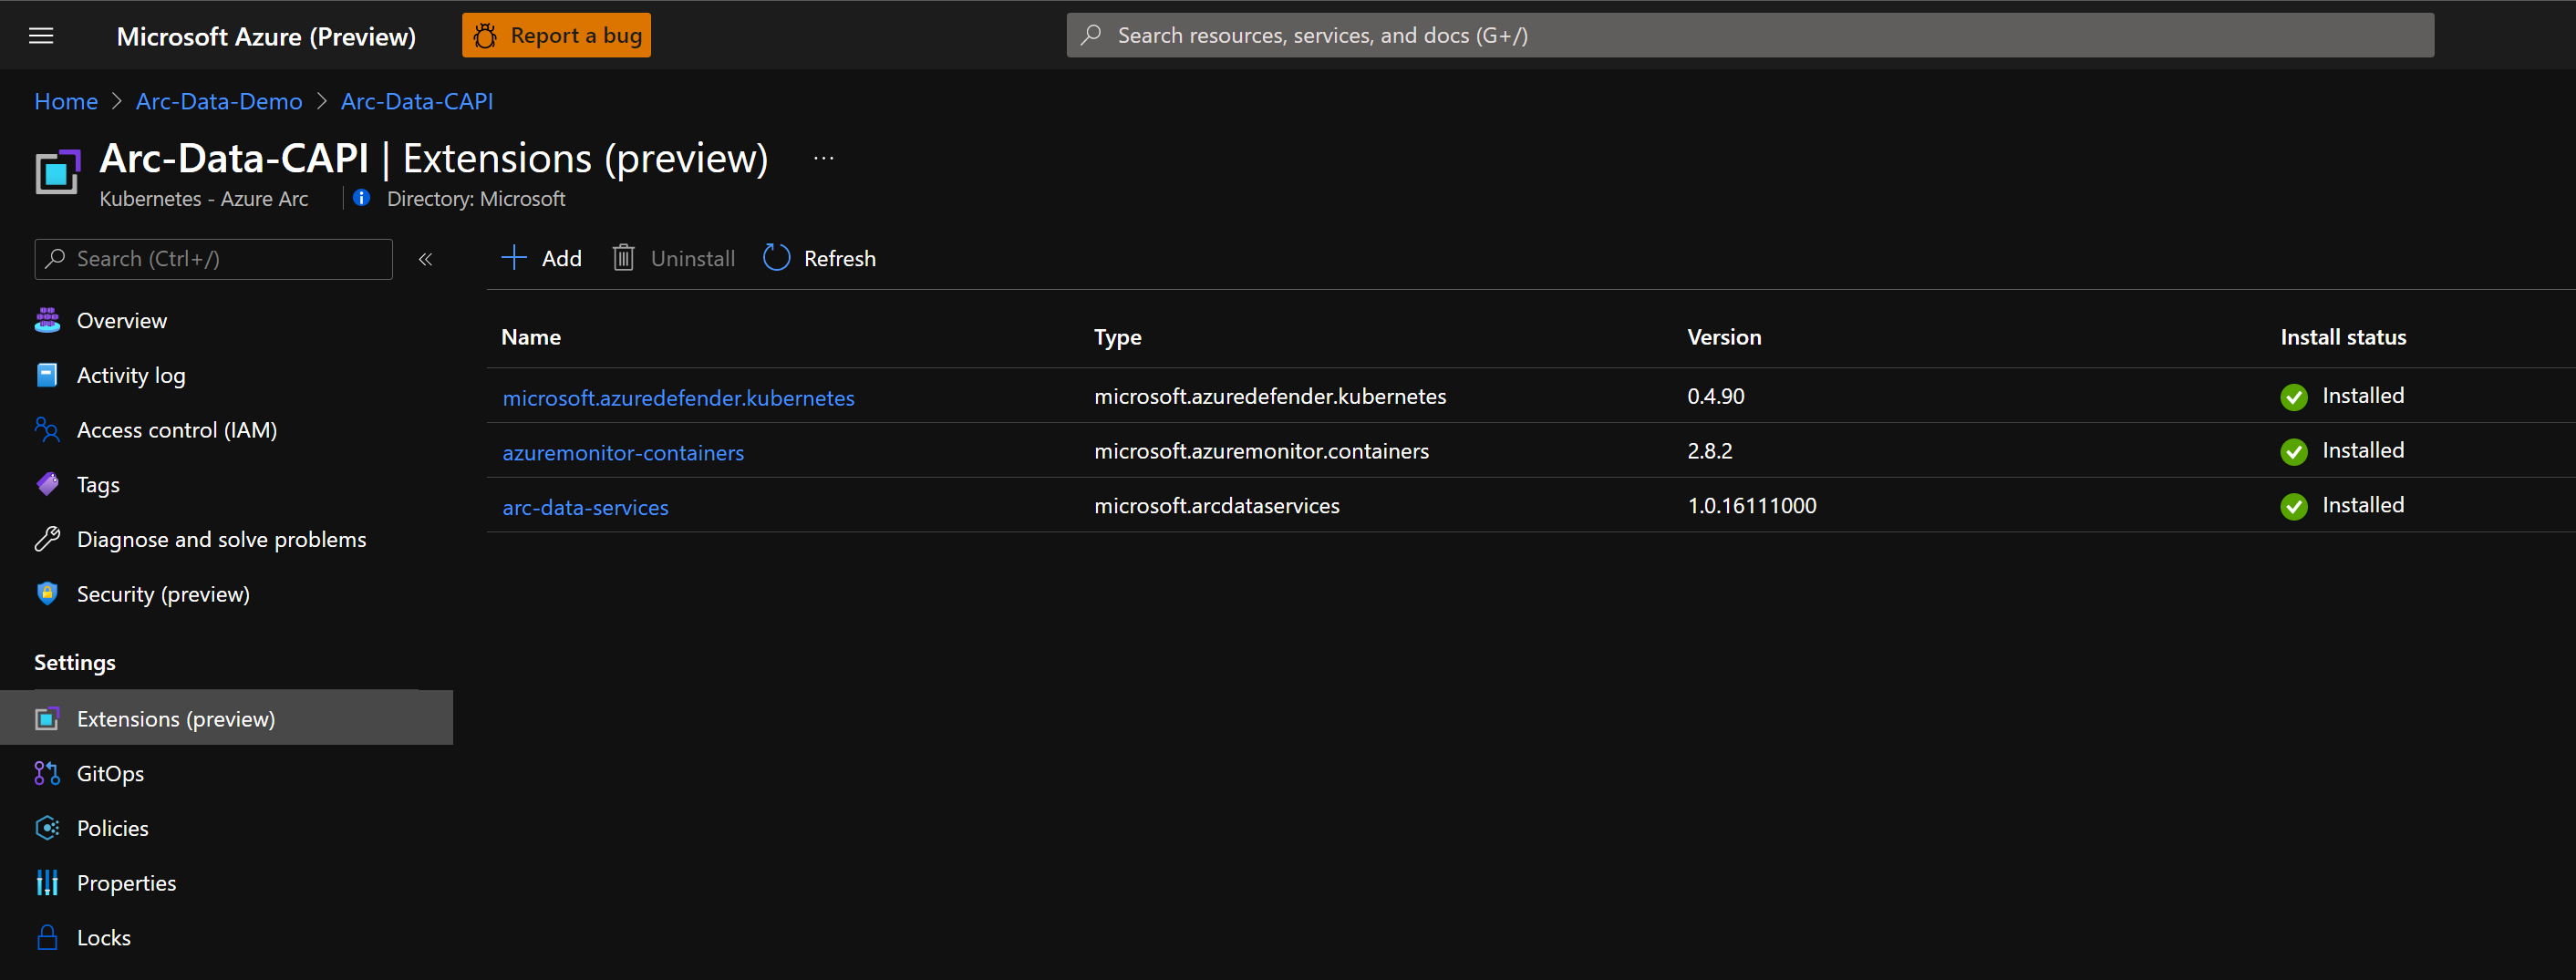 Microsoft Azure (Preview) Report a bug Search resources, services, and docs (G+/)
Home > Arc-Data-Demo > Arc-Data-CAPI
Arc-Data-CAPI | Extensions (preview) ...
Kubernetes - Azure Arc | Directory: Microsoft
Search (Ctrl+/) «
Add Uninstall Refresh
Overview
Activity log
Access control (IAM)
Tags
Diagnose and solve problems
Security (preview)
Settings
Extensions (preview)
GitOps
Policies
Properties
Locks
Name Type Version Install status
microsoft.azuredefender.kubernetes microsoft.azuredefender.kubernetes 0.4.90 Installed
azuremonitor-containers microsoft.azuremonitor.containers 2.8.2 Installed
arc-data-services microsoft.arcdataservices 1.0.16111000 Installed